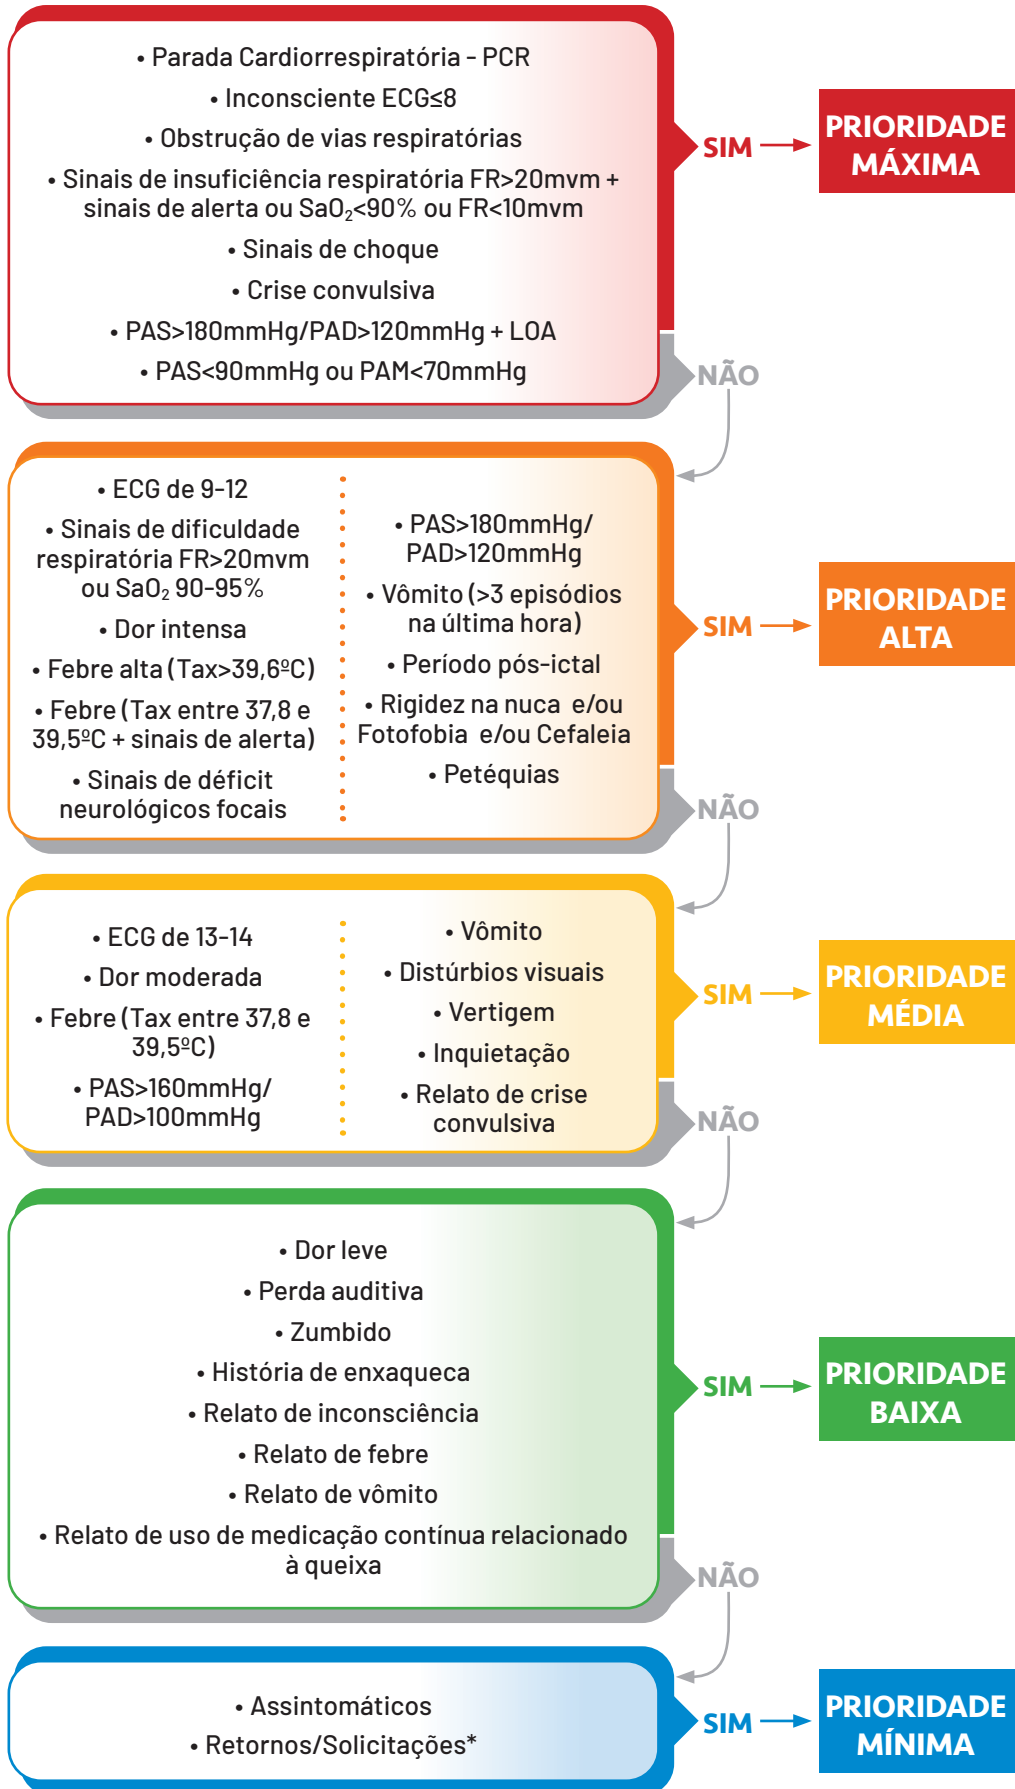 • Parada Cardiorrespiratória - PCR
• Inconsciente ECG≤8
• Obstrução de vias respiratórias
• Sinais de insuficiência respiratória FR>20mvm +
sinais de alerta ou SaO₂<90% ou FR<10mvm
• Sinais de choque
• Crise convulsiva
• PAS>180mmHg/PAD>120mmHg + LOA
• PAS<90mmHg ou PAM<70mmHg
SIM
PRIORIDADE
MÁXIMA
NÃO
• ECG de 9-12
• Sinais de dificuldade
respiratória FR>20mvm
ou SaO₂ 90-95%
• Dor intensa
• Febre alta (Tax>39,6ºC)
• Febre (Tax entre 37,8 e
39,5ºC + sinais de alerta)
• Sinais de déficit
neurológicos focais
• PAS>180mmHg/
PAD>120mmHg
• Vômito (>3 episódios
na última hora)
• Período pós-ictal
• Rigidez na nuca e/ou
Fotofobia e/ou Cefaleia
• Petéquias
SIM
PRIORIDADE
ALTA
NÃO
• ECG de 13-14
• Dor moderada
• Febre (Tax entre 37,8 e
39,5ºC)
• PAS>160mmHg/
PAD>100mmHg
• Vômito
• Distúrbios visuais
• Vertigem
• Inquietação
• Relato de crise
convulsiva
SIM
PRIORIDADE
MÉDIA
NÃO
• Dor leve
• Perda auditiva
• Zumbido
• História de enxaqueca
• Relato de inconsciência
• Relato de febre
• Relato de vômito
• Relato de uso de medicação contínua relacionado
à queixa
SIM
PRIORIDADE
BAIXA
NÃO
• Assintomáticos
• Retornos/Solicitações*
SIM
PRIORIDADE
MÍNIMA